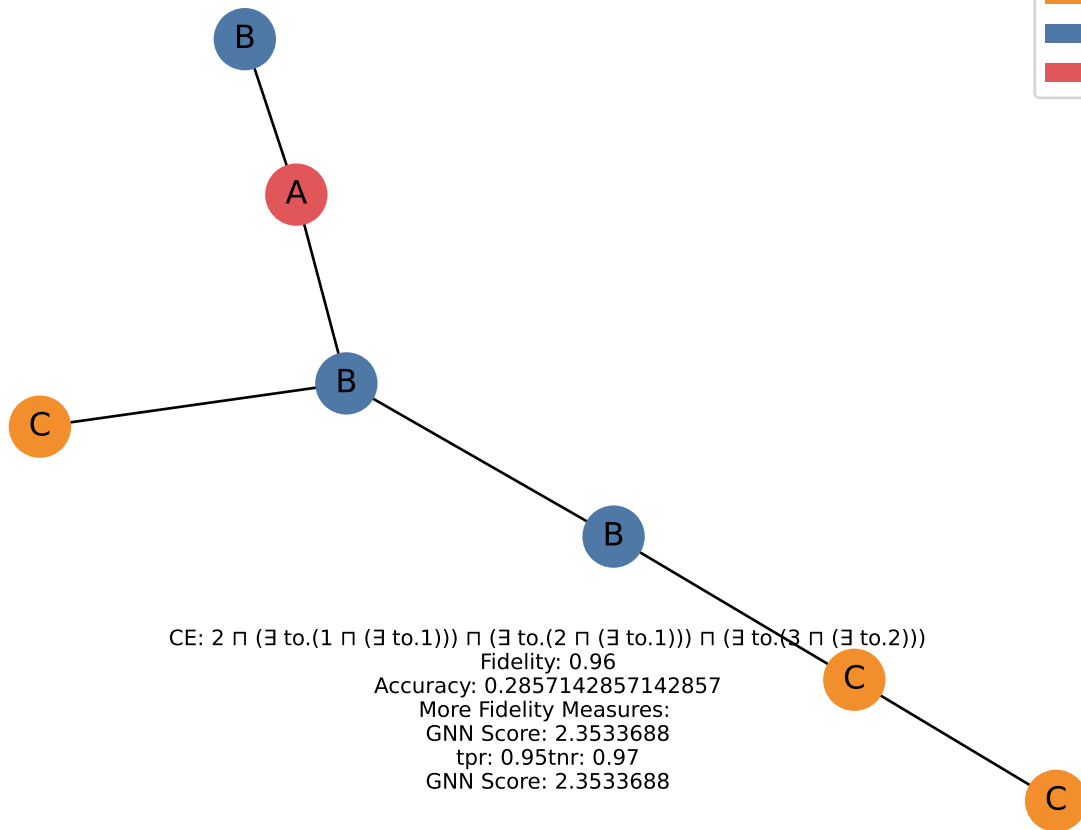 B
A
B
C
B
CE: 2 ⊓ (∃ to.(1 ⊓ (∃ to.1))) ⊓ (∃ to.(2 ⊓ (∃ to.1))) ⊓ (∃ to.(3 ⊓ (∃ to.2)))
Fidelity: 0.96
C
Accuracy: 0.2857142857142857
More Fidelity Measures:
GNN Score: 2.3533688
tpr: 0.95tnr: 0.97
GNN Score: 2.3533688
C